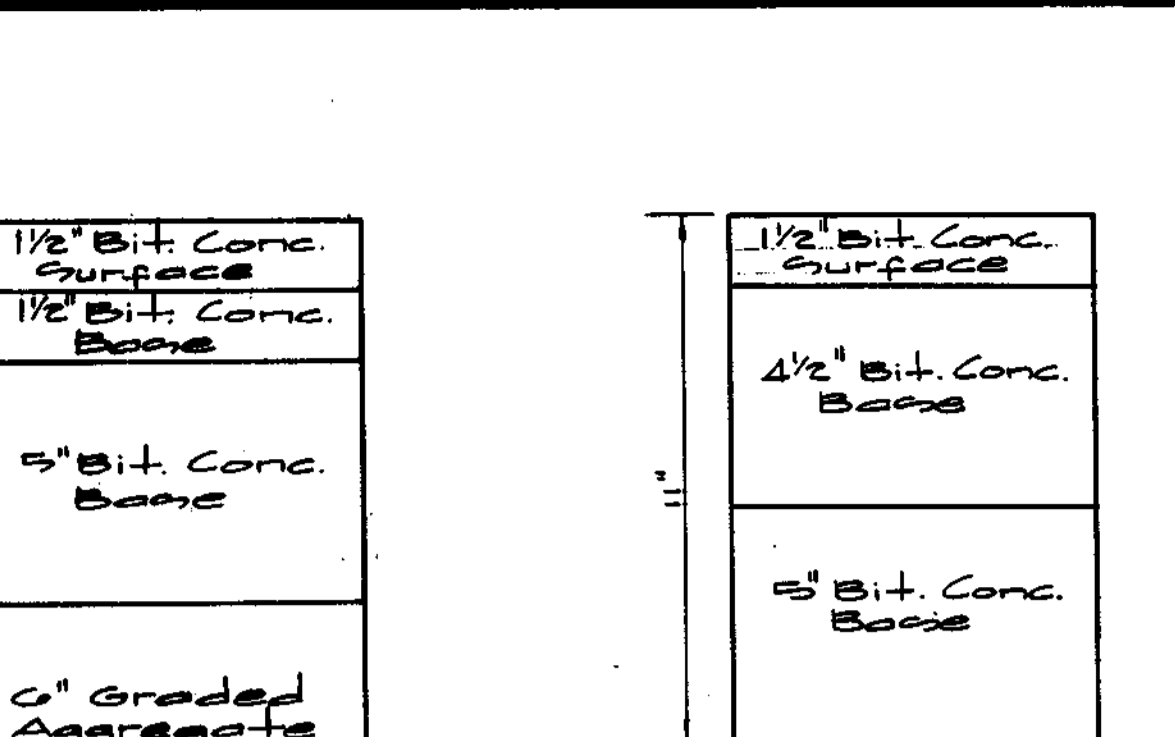 1½" Bit. Conc.
Surface
1½" Bit. Conc.
Base
5" Bit. Conc.
Base
6" Graded
Aggregate
11"
1½" Bit. Conc.
Surface
4½" Bit. Conc.
Base
5" Bit. Conc.
Base